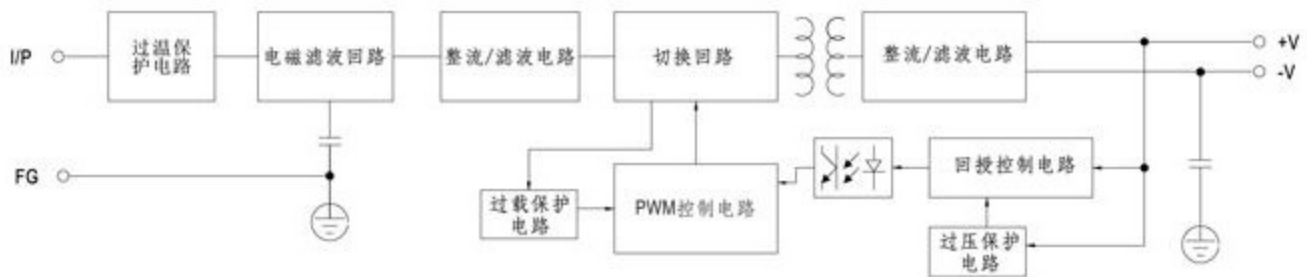 I/P
过温保
护电路
电磁滤波回路
整流/滤波电路
切换回路
整流/滤波电路
+V
-V
FG
过载保护
电路
PWM控制电路
回授控制电路
过压保护
电路